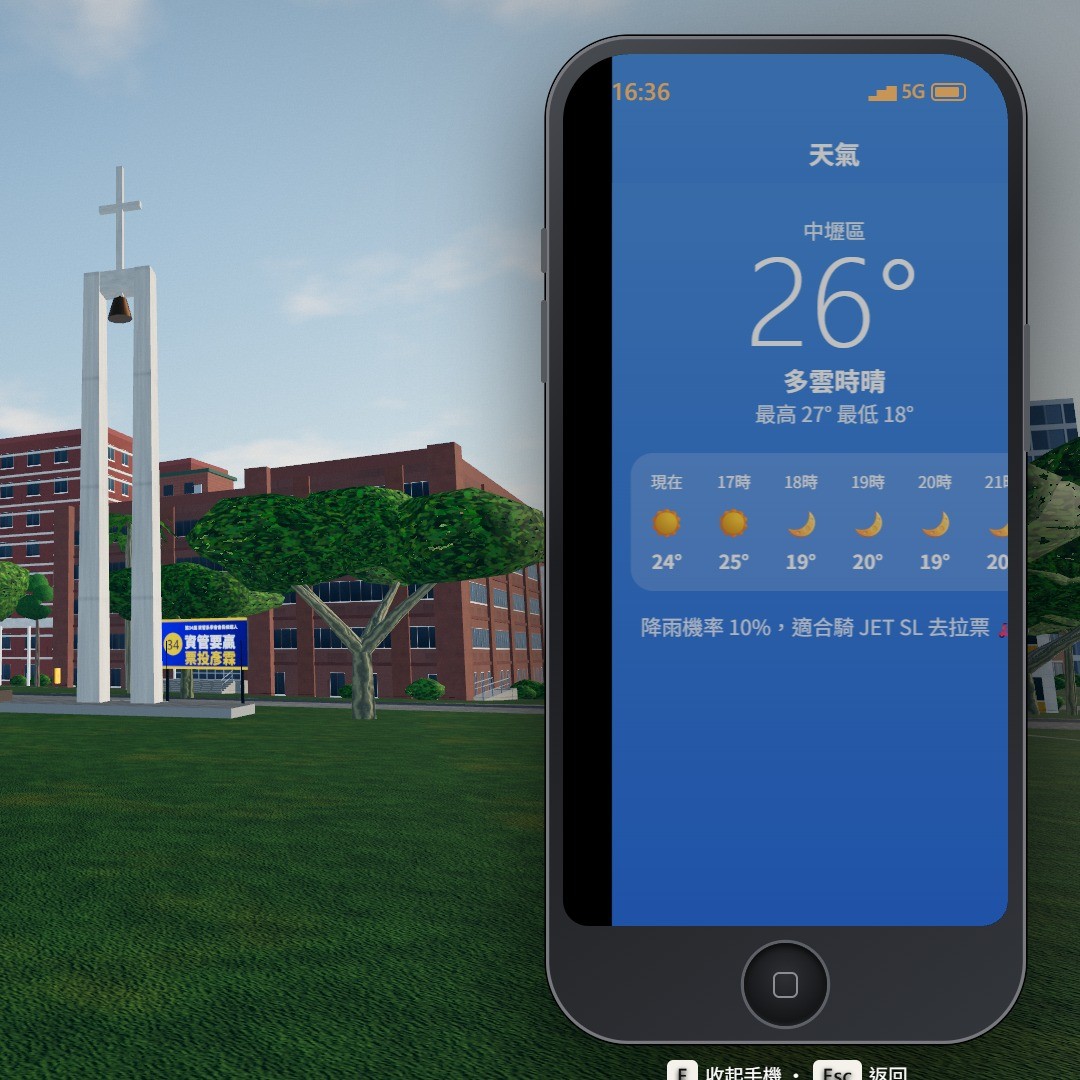 34
資管要贏
票投彥霖
16:36
5G
天氣
中壢區
26°
多雲時晴
最高 27° 最低 18°
現在 17時 18時 19時 20時
24° 25° 19° 20° 19° 20
降雨機率 10%，適合騎 JET SL 去拉票
F 收起手機 · Esc 返回